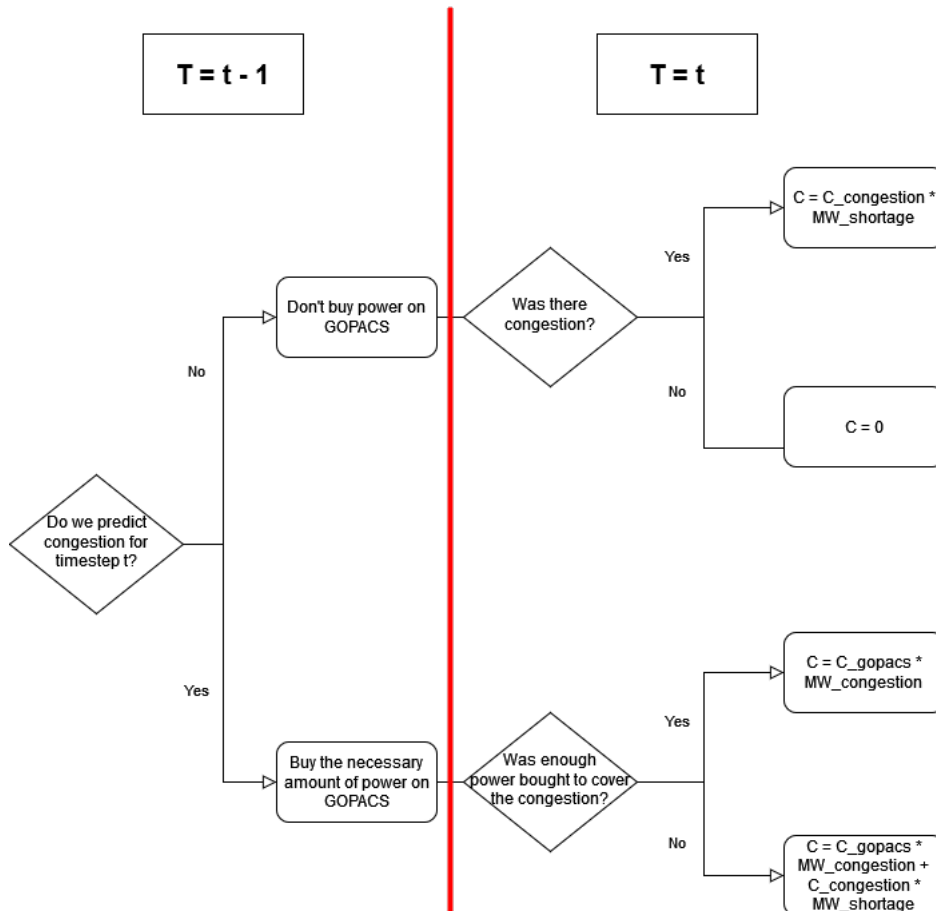 T = t - 1
T = t
C = C_congestion *
MW_shortage
Yes
Don't buy power on
GOPACS
Was there
congestion?
No
No
C = 0
Do we predict
congestion for
timestep t?
C = C_gopacs *
MW_congestion
Yes
Yes
Buy the necessary
amount of power on
GOPACS
Was enough
power bought to cover
the congestion?
No
C = C_gopacs *
MW_congestion +
C_congestion *
MW_shortage